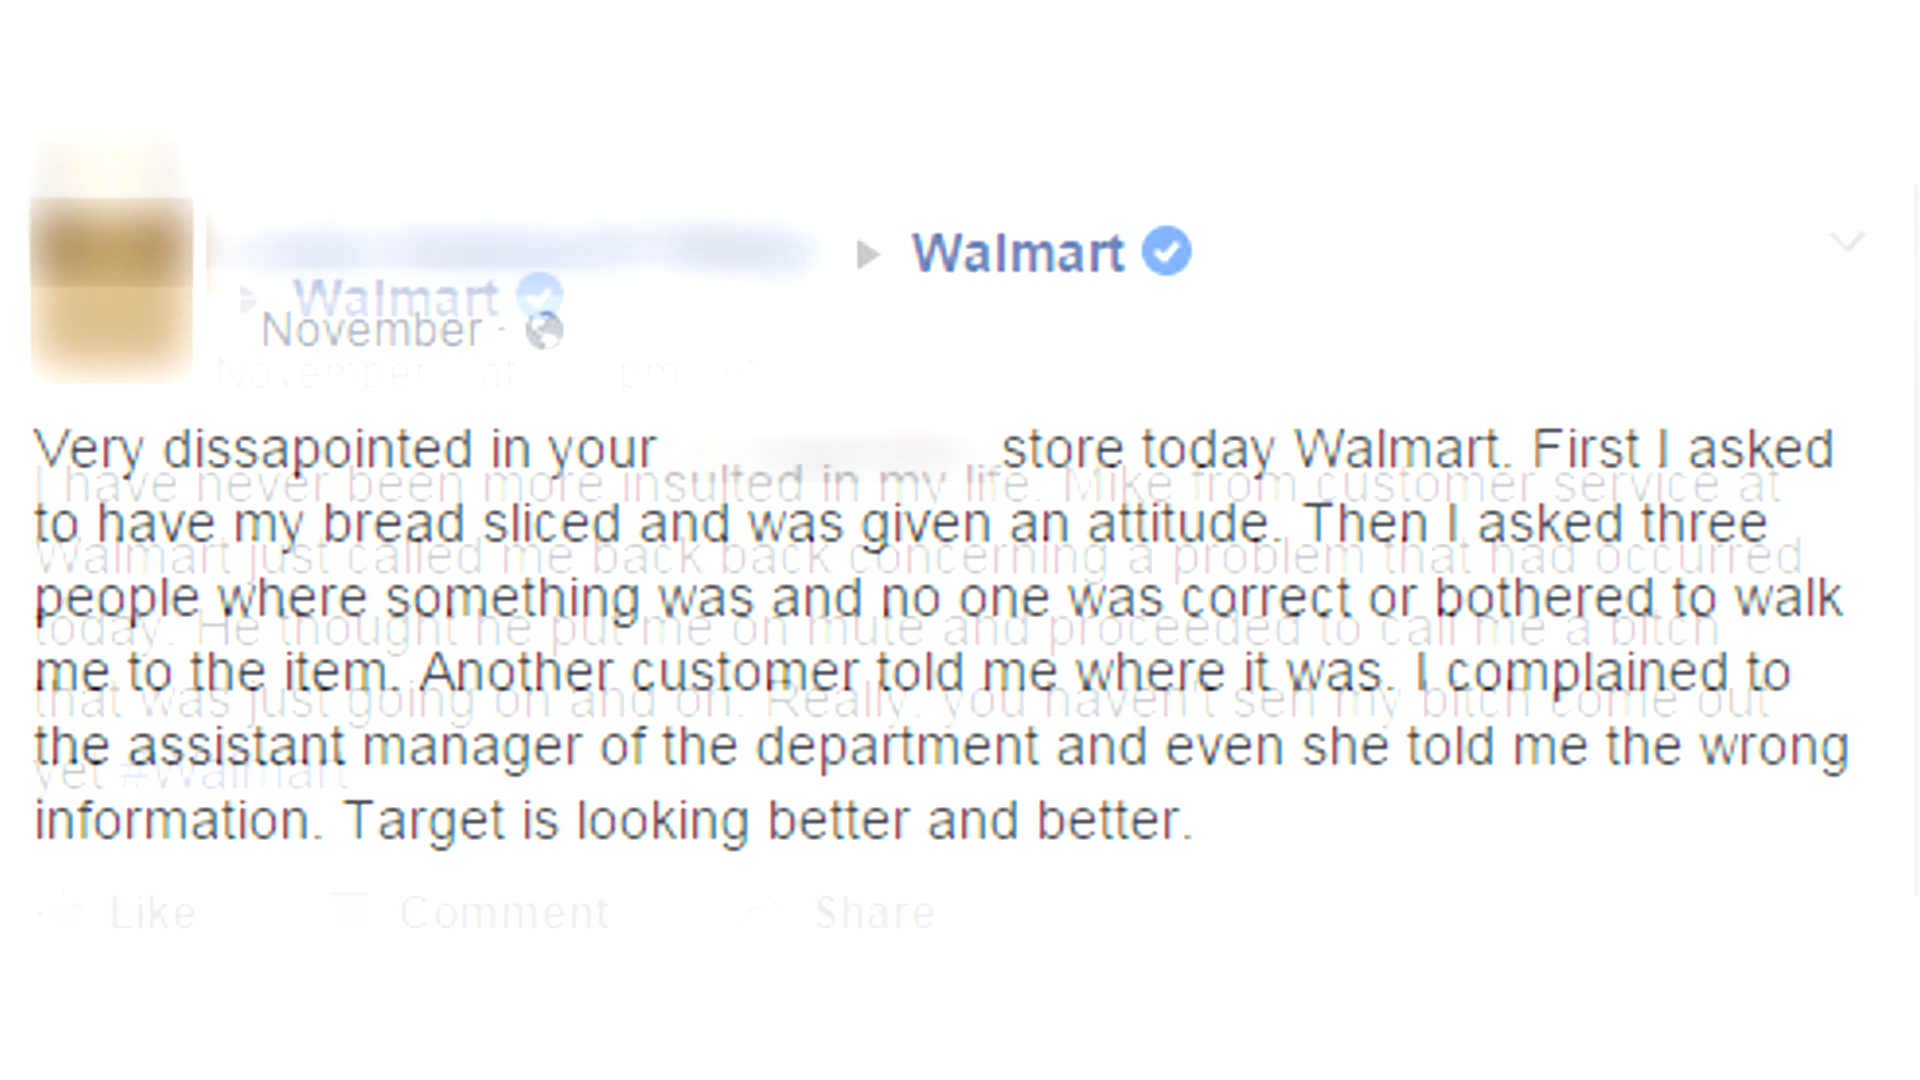 Walmart
Walmart
November ·
November at pm
Very dissapointed in your store today Walmart. First I asked
to have my bread sliced and was given an attitude. Then I asked three
people where something was and no one was correct or bothered to walk
me to the item. Another customer told me where it was. I complained to
the assistant manager of the department and even she told me the wrong
information. Target is looking better and better.
I have never been more insulted in my life. Mike from customer service at
Walmart just called me back back concerning a problem that had occurred
today. He thought he put me on mute and proceeded to call me a bitch
that was just going on and on. Really, you haven't sen my bitch come out
yet #Walmart
Like Comment Share